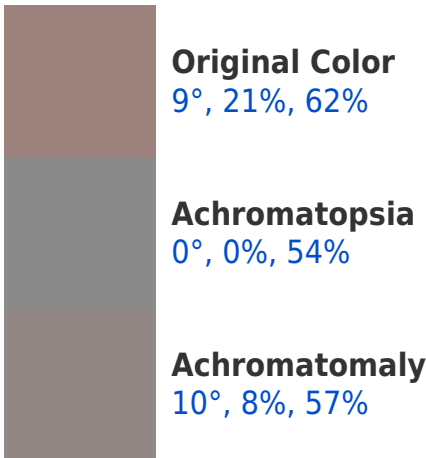 Original Color
9°, 21%, 62%
Achromatopsia
0°, 0%, 54%
Achromatomaly
10°, 8%, 57%